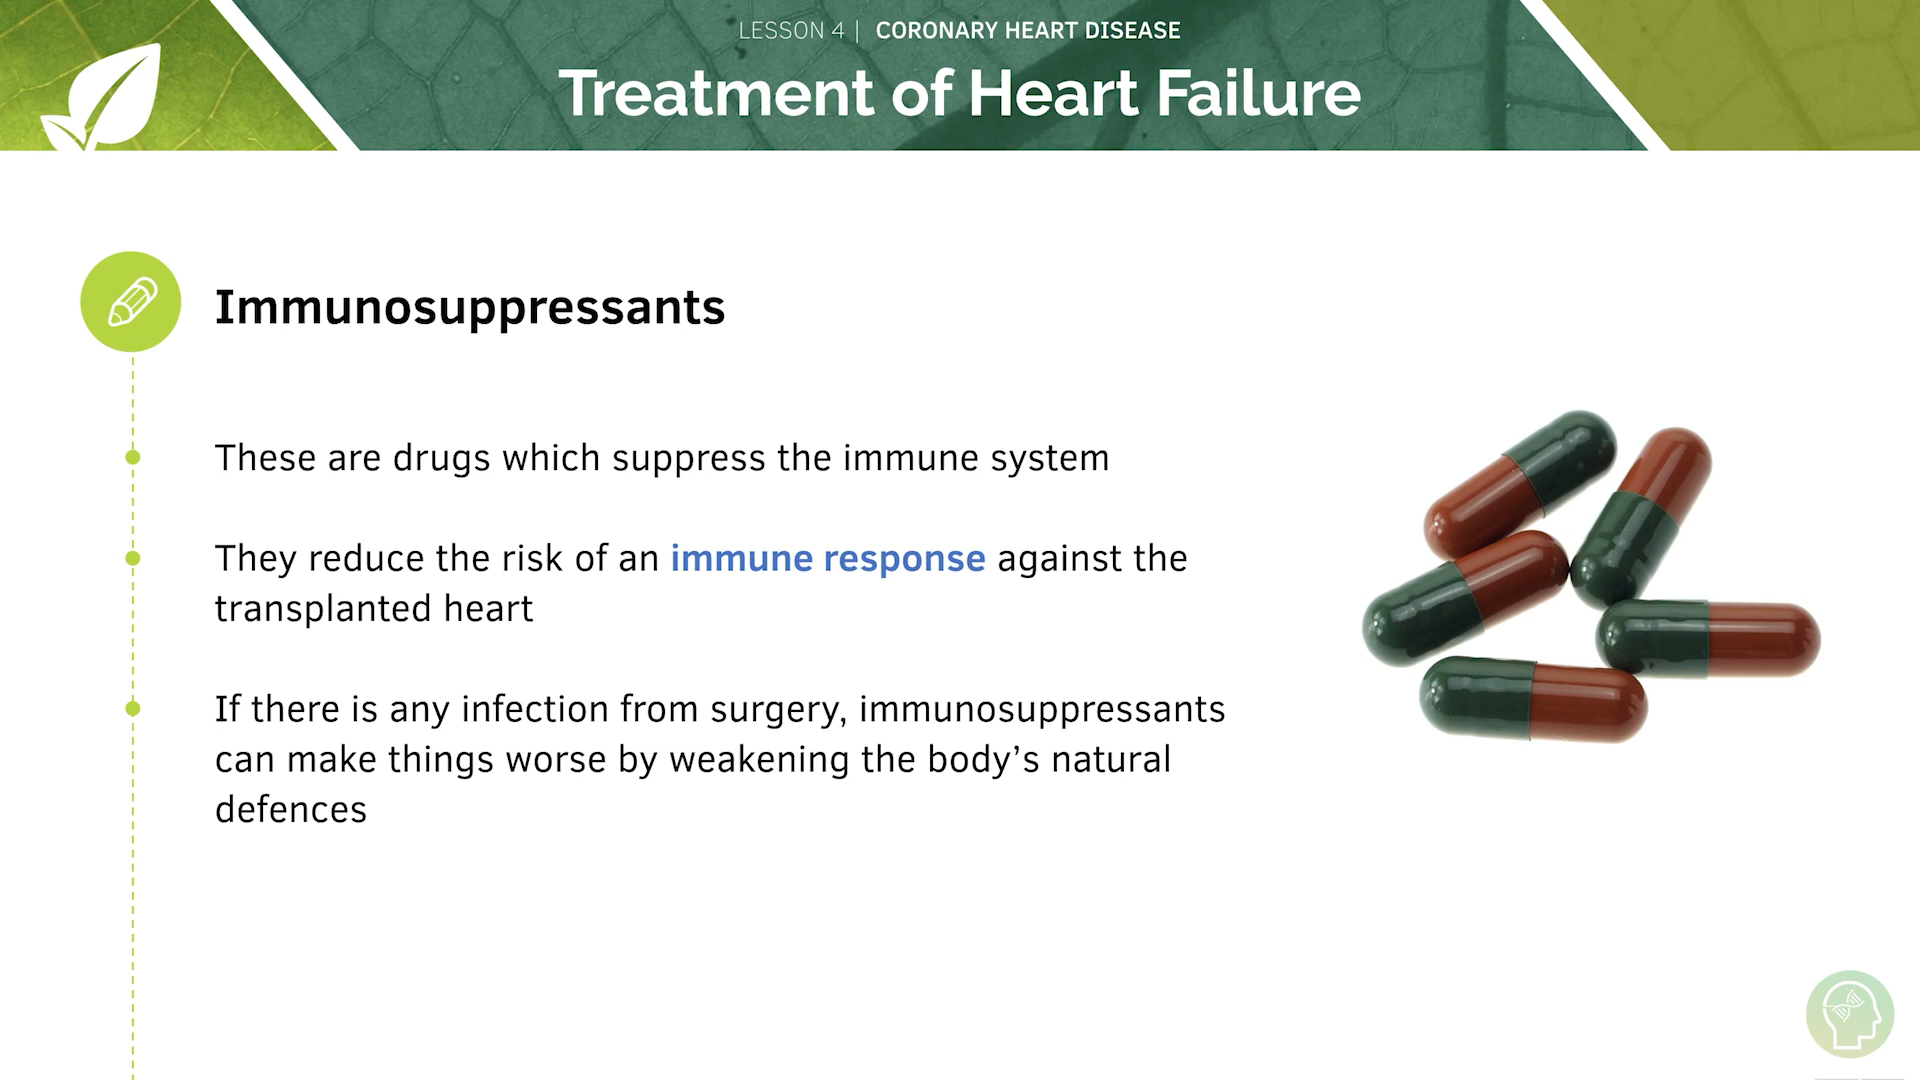 LESSON 4 | CORONARY HEART DISEASE
Treatment of Heart Failure
Immunosuppressants
These are drugs which suppress the immune system
They reduce the risk of an immune response against the
transplanted heart
If there is any infection from surgery, immunosuppressants
can make things worse by weakening the body’s natural
defences